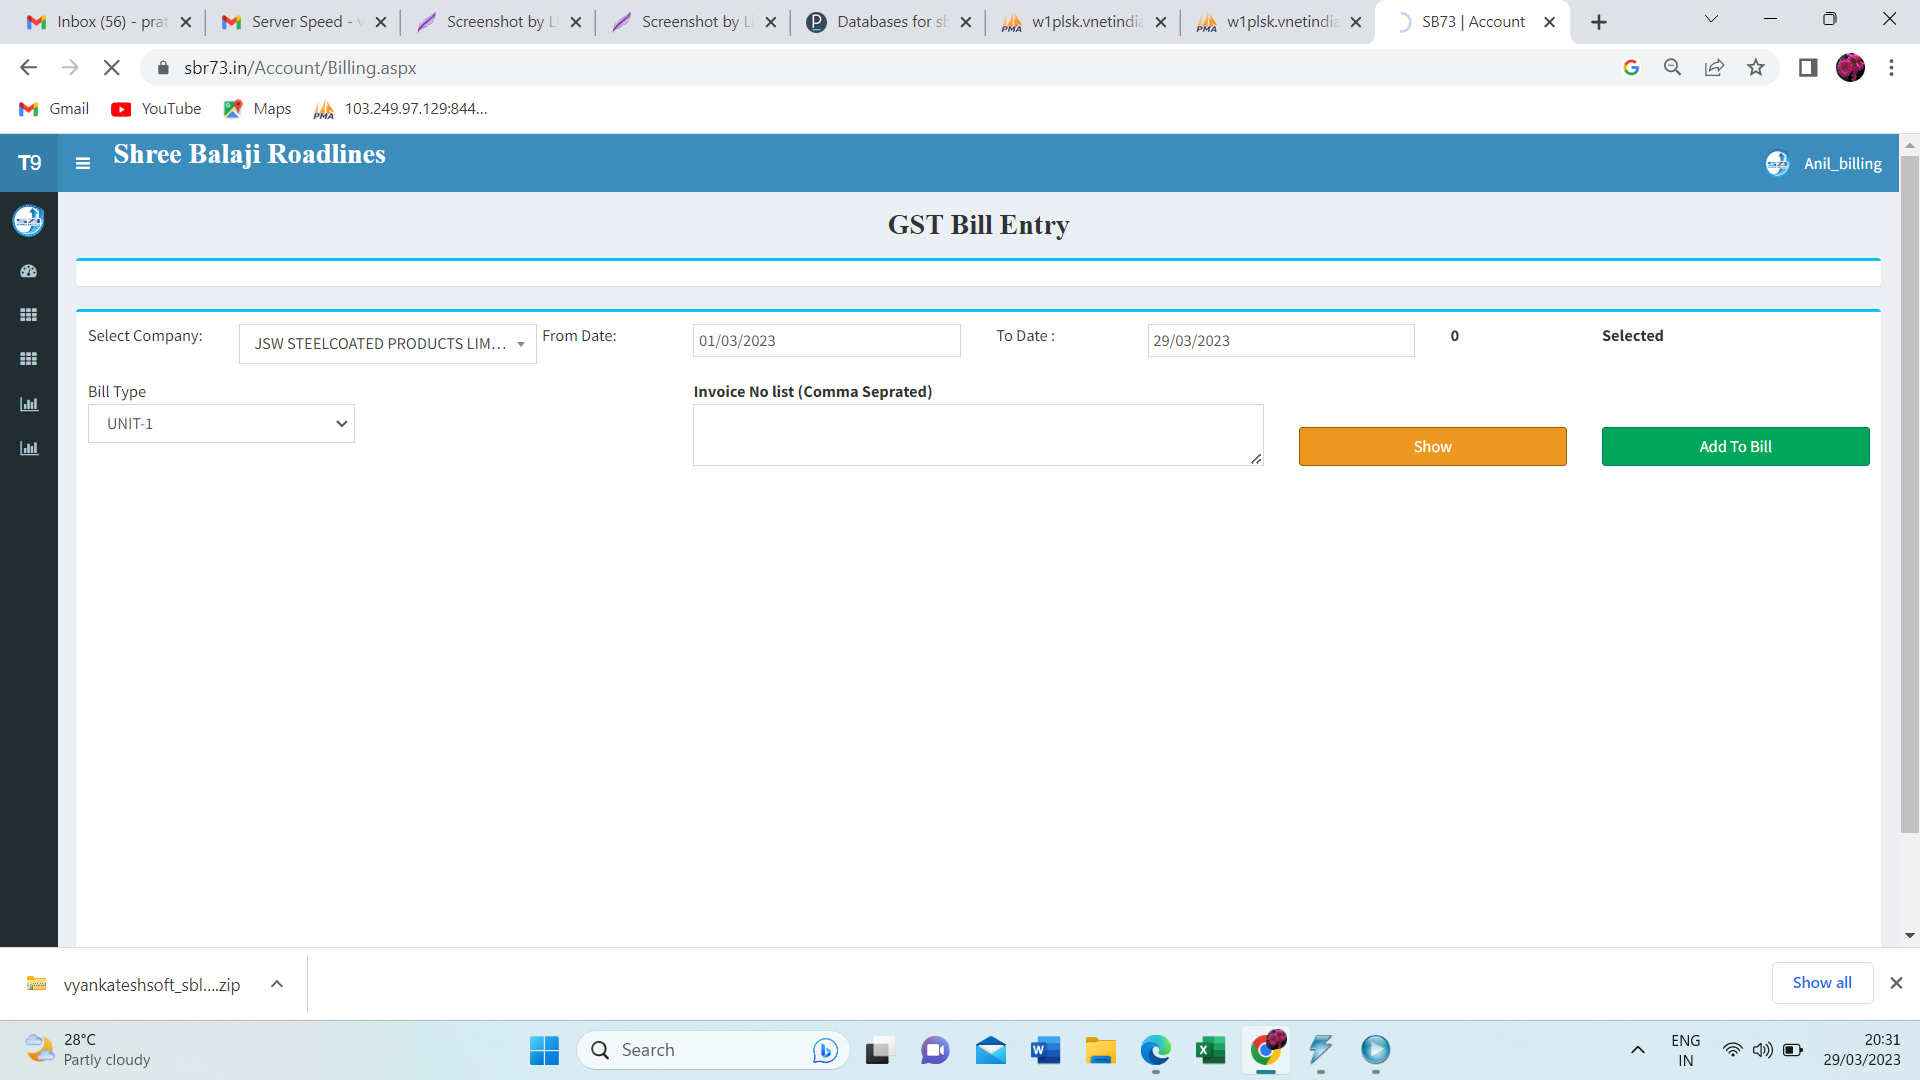 Inbox (56) - prat
Server Speed - v
Screenshot by Li
Screenshot by Li
Databases for sb
w1plsk.vnetindia
w1plsk.vnetindia
SB73 | Account
sbr73.in/Account/Billing.aspx
Gmail
YouTube
Maps
103.249.97.129:844...
T9
Shree Balaji Roadlines
Anil_billing
GST Bill Entry
Select Company:
JSW STEELCOATED PRODUCTS LIM...
From Date:
01/03/2023
To Date :
29/03/2023
0
Selected
Bill Type
UNIT-1
Invoice No list (Comma Seprated)
Show
Add To Bill
vyankateshsoft_sbl....zip
Show all
28°C
Partly cloudy
Search
ENG
IN
20:31
29/03/2023